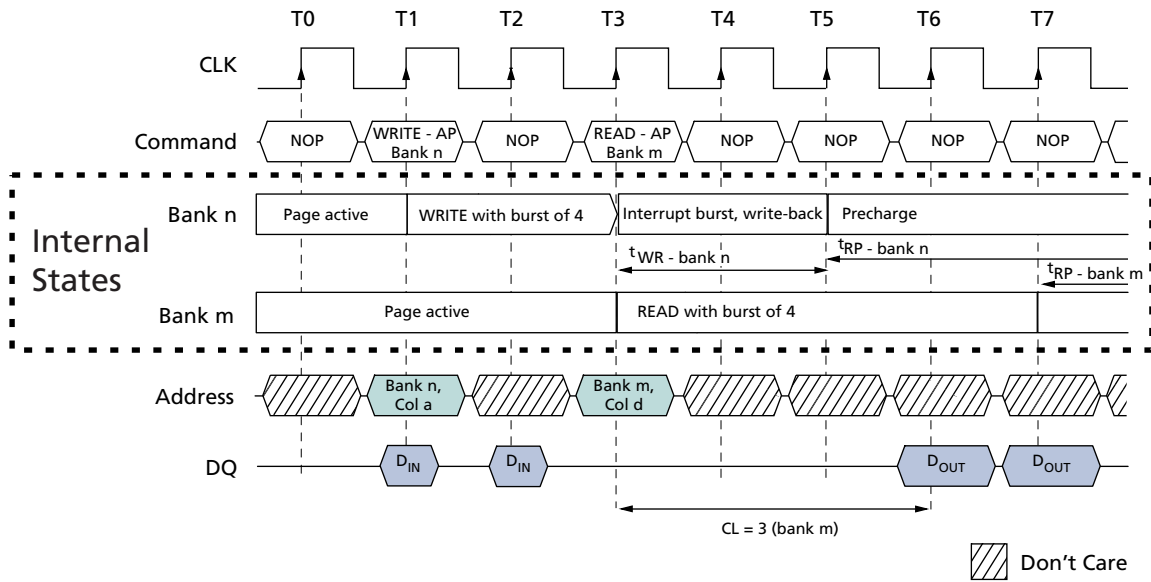 T0 T1 T2 T3 T4 T5 T6 T7
CLK
Command NOP WRITE - AP Bank n NOP READ - AP Bank m NOP NOP NOP NOP
Internal States
Bank n Page active WRITE with burst of 4 Interrupt burst, write-back Precharge
tWR - bank n tRP - bank n
tRP - bank m
Bank m Page active READ with burst of 4
Address Bank n, Col a Bank m, Col d
DQ DIN DIN DOUT DOUT
CL = 3 (bank m)
Don't Care